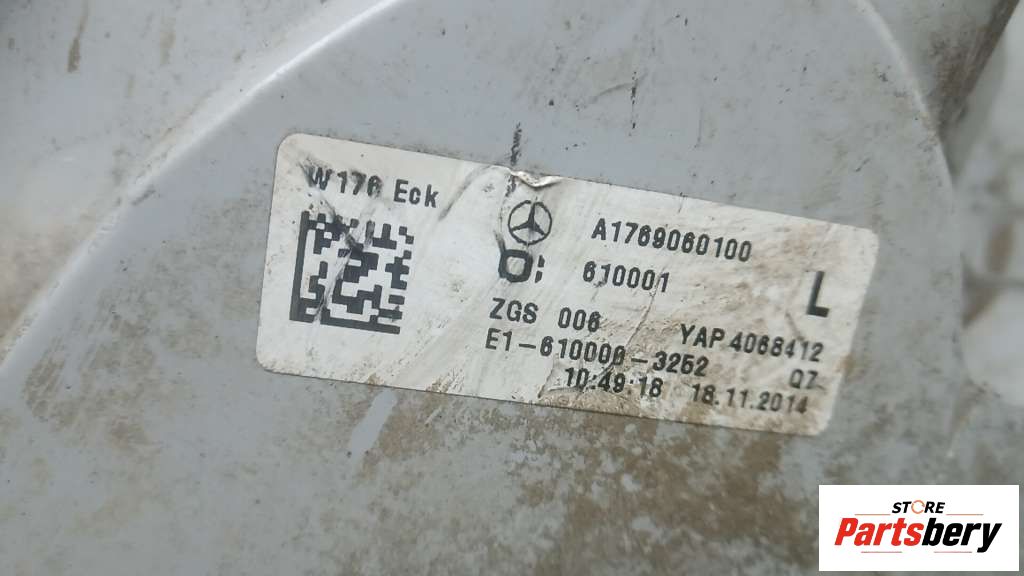 W176 Eck
A1769060100
610001
L
ZGS 006
YAP 4068412
E1-610006-3252
Q7
10:49:18 18.11.2014
STORE
Partsbery